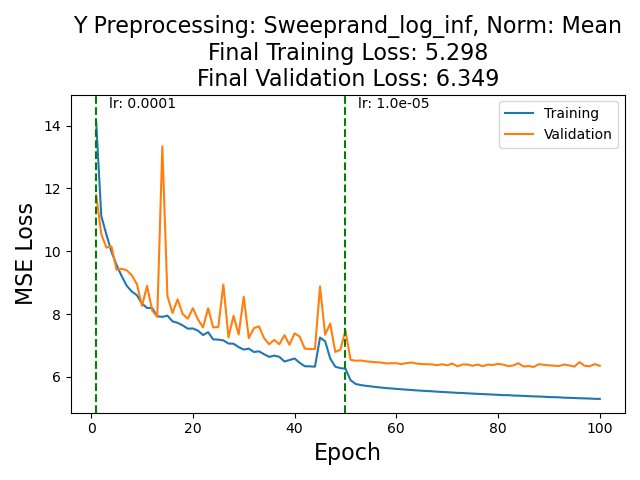 Y Preprocessing: Sweeprand_log_inf, Norm: Mean
Final Training Loss: 5.298
Final Validation Loss: 6.349
lr: 0.0001
lr: 1.0e-05
Training
Validation
14
12
10
8
6
MSE Loss
0
20
40
60
80
100
Epoch